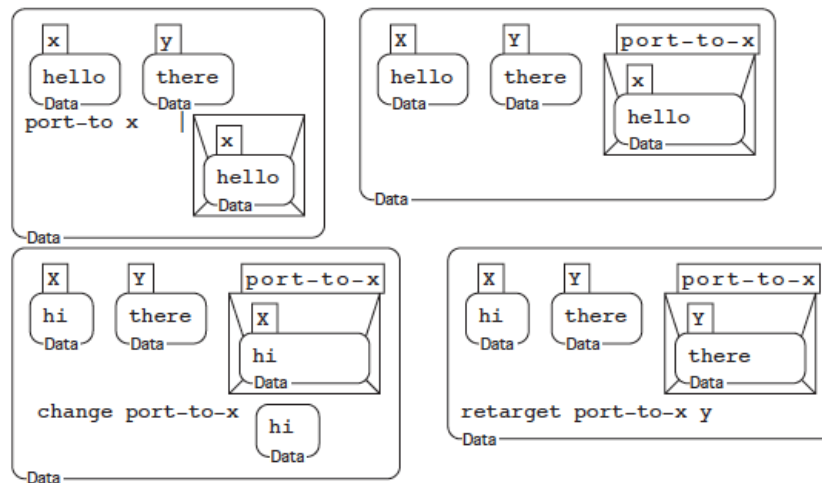 x y
hello there
Data Data
port-to x |
x
hello
Data
Data
X Y port-to-x
hello there
x
hello
Data Data
Data
Data
X Y port-to-x
hi there
X
hi
Data Data
Data
change port-to-x hi
Data
Data
X Y port-to-x
hi there
Y
there
Data Data
Data
retarget port-to-x y
Data